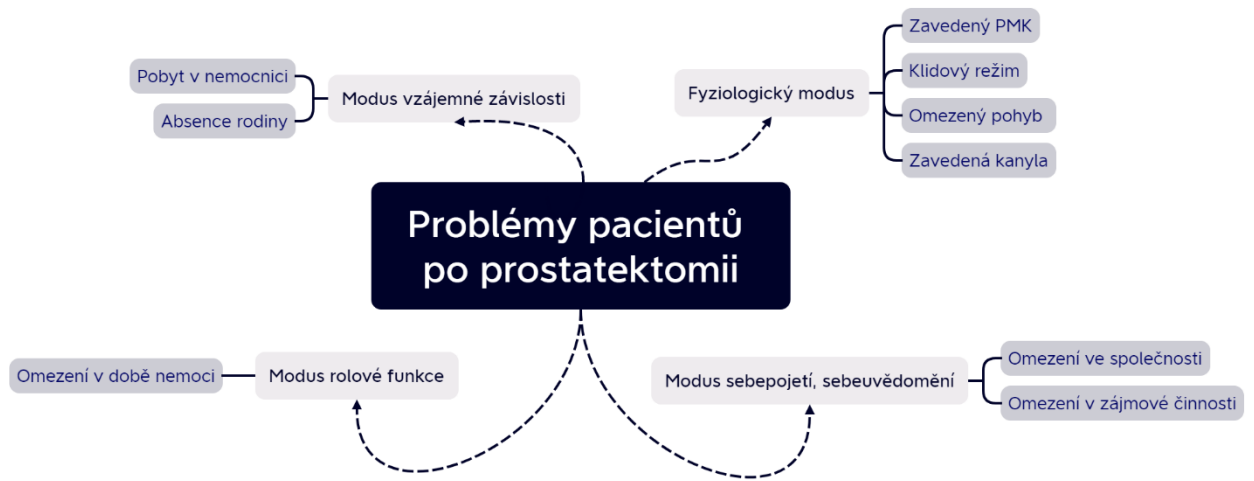 Problémy pacientů
po prostatektomii
Modus vzájemné závislosti
Pobyt v nemocnici
Absence rodiny
Fyziologický modus
Zavedený PMK
Klidový režim
Omezený pohyb
Zavedená kanyla
Modus rolové funkce
Omezení v době nemoci
Modus sebepojetí, sebeuvědomění
Omezení ve společnosti
Omezení v zájmové činnosti